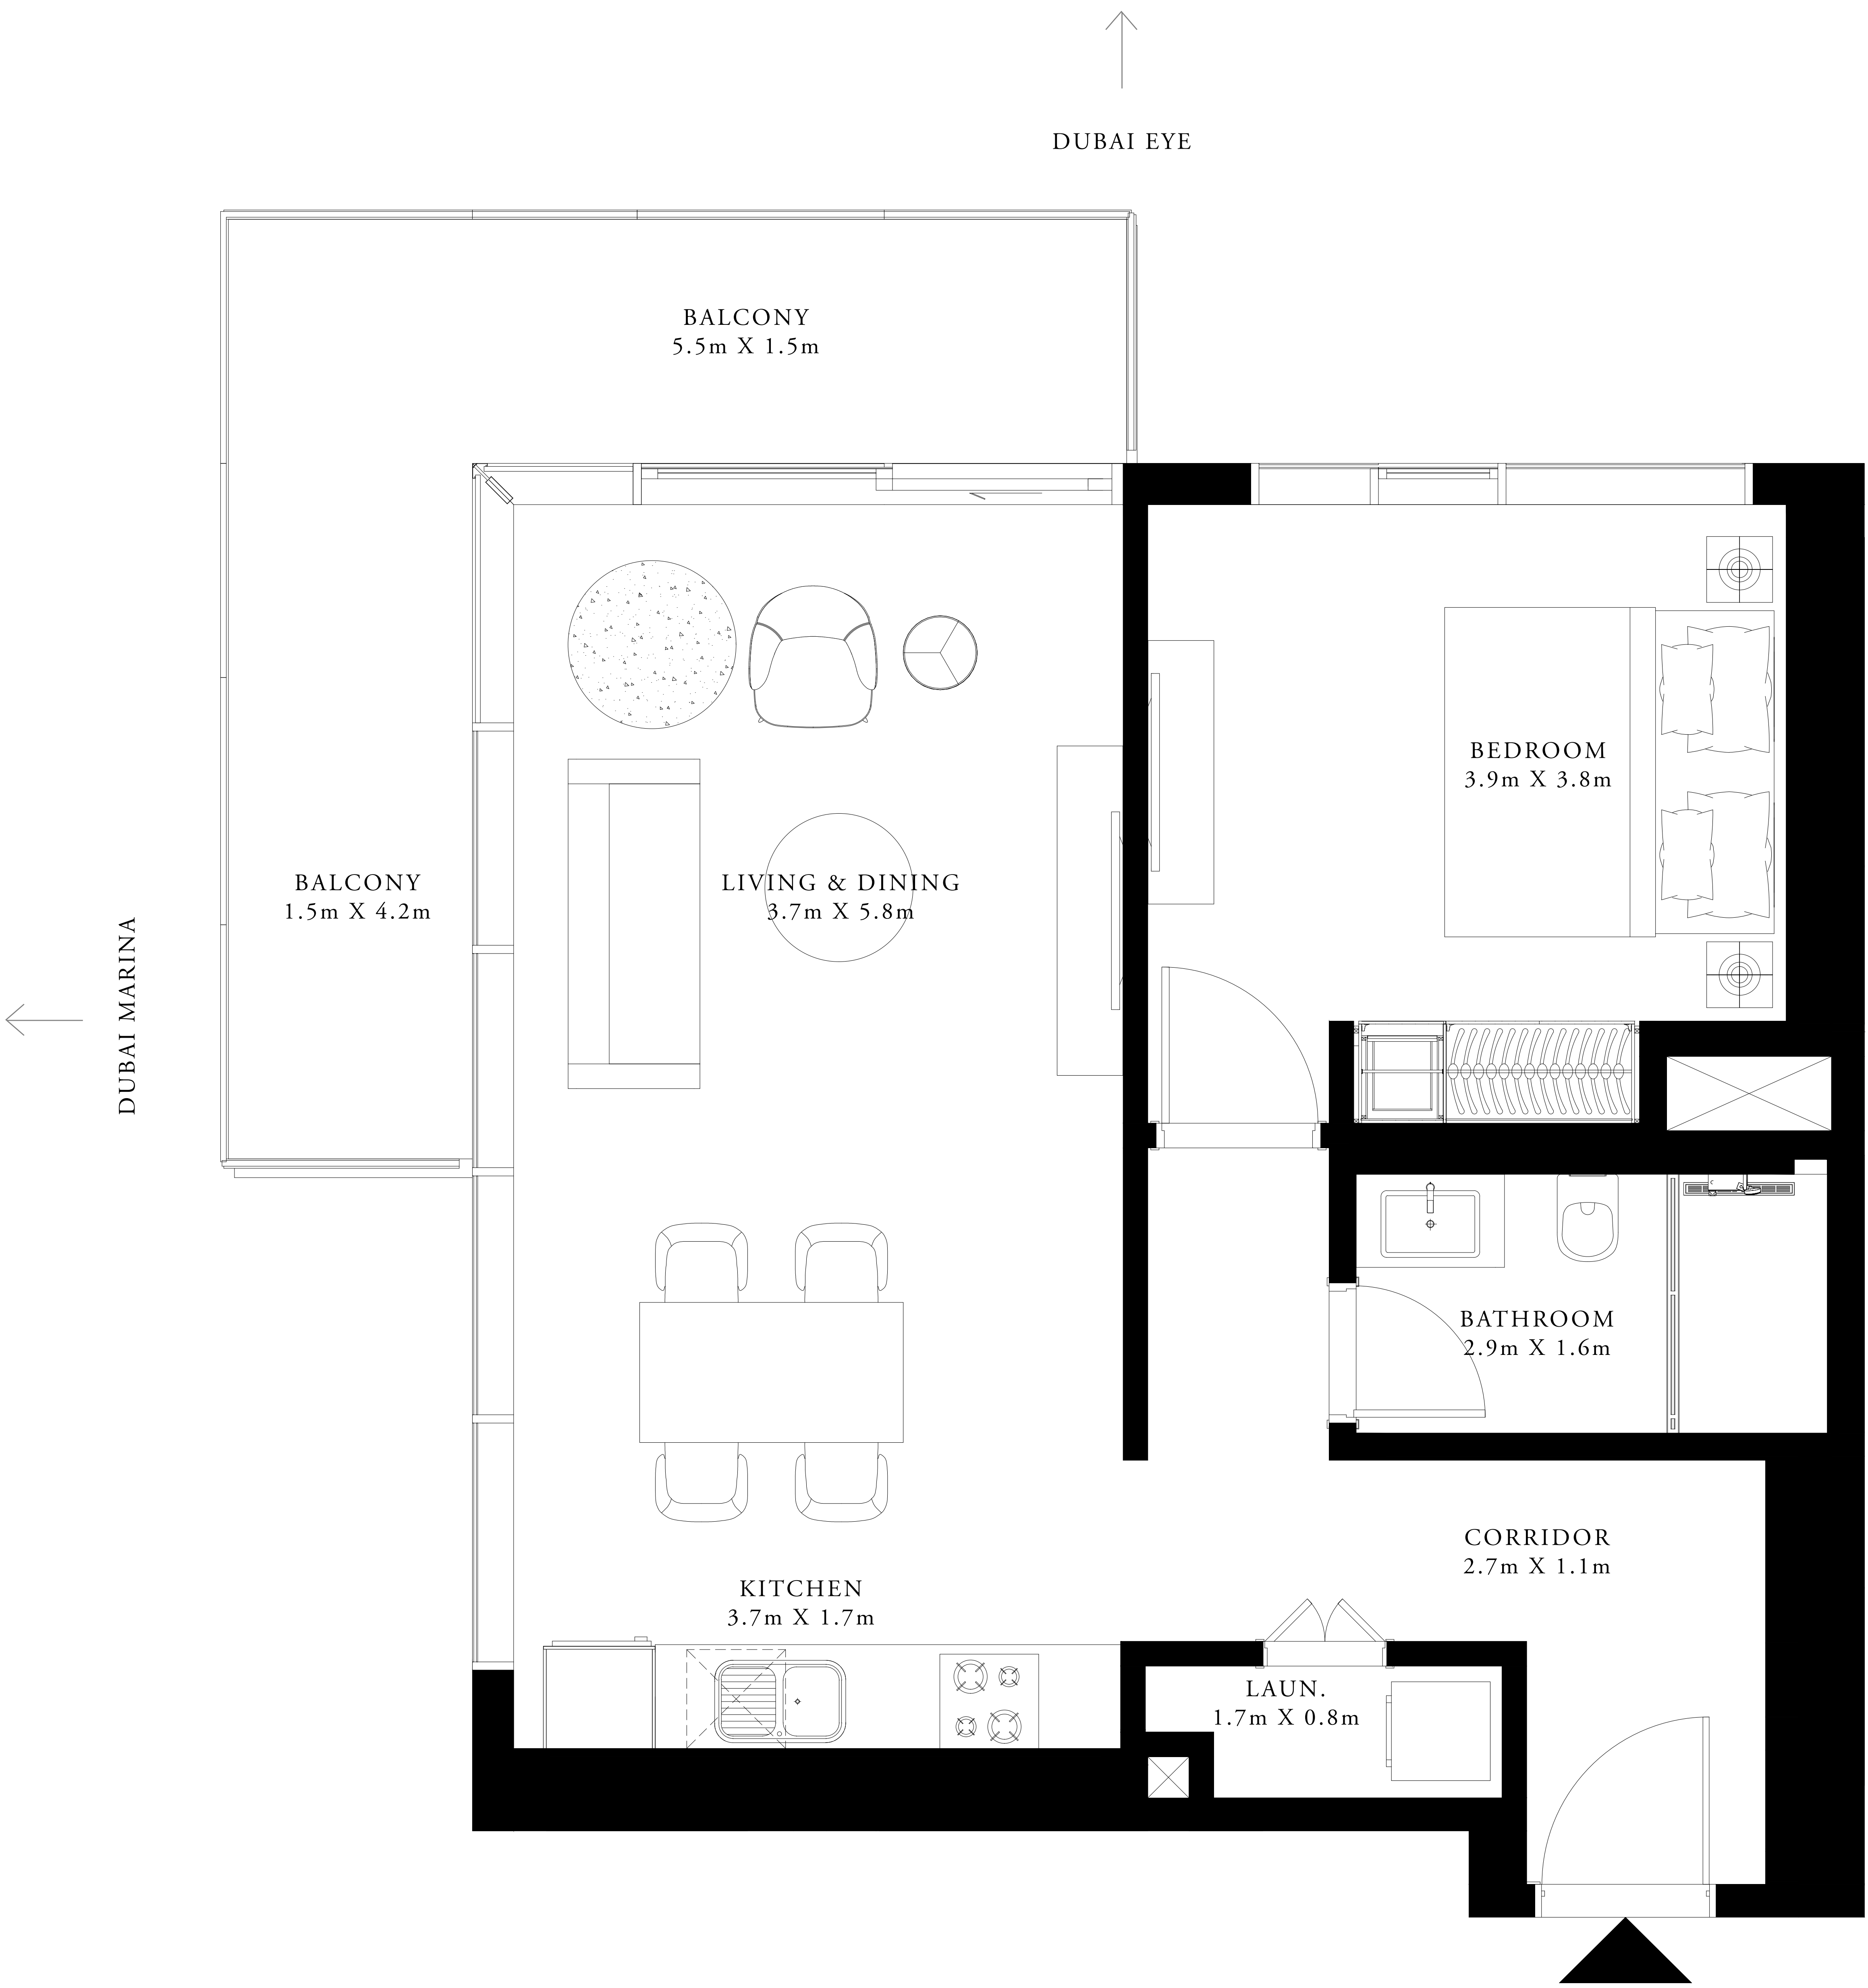 DUBAI EYE
BALCONY
5.5m X 1.5m
BEDROOM
3.9m X 3.8m
BALCONY
1.5m X 4.2m
LIVING & DINING
3.7m X 5.8m
DUBAI MARINA
BATHROOM
2.9m X 1.6m
CORRIDOR
2.7m X 1.1m
KITCHEN
3.7m X 1.7m
LAUN.
1.7m X 0.8m